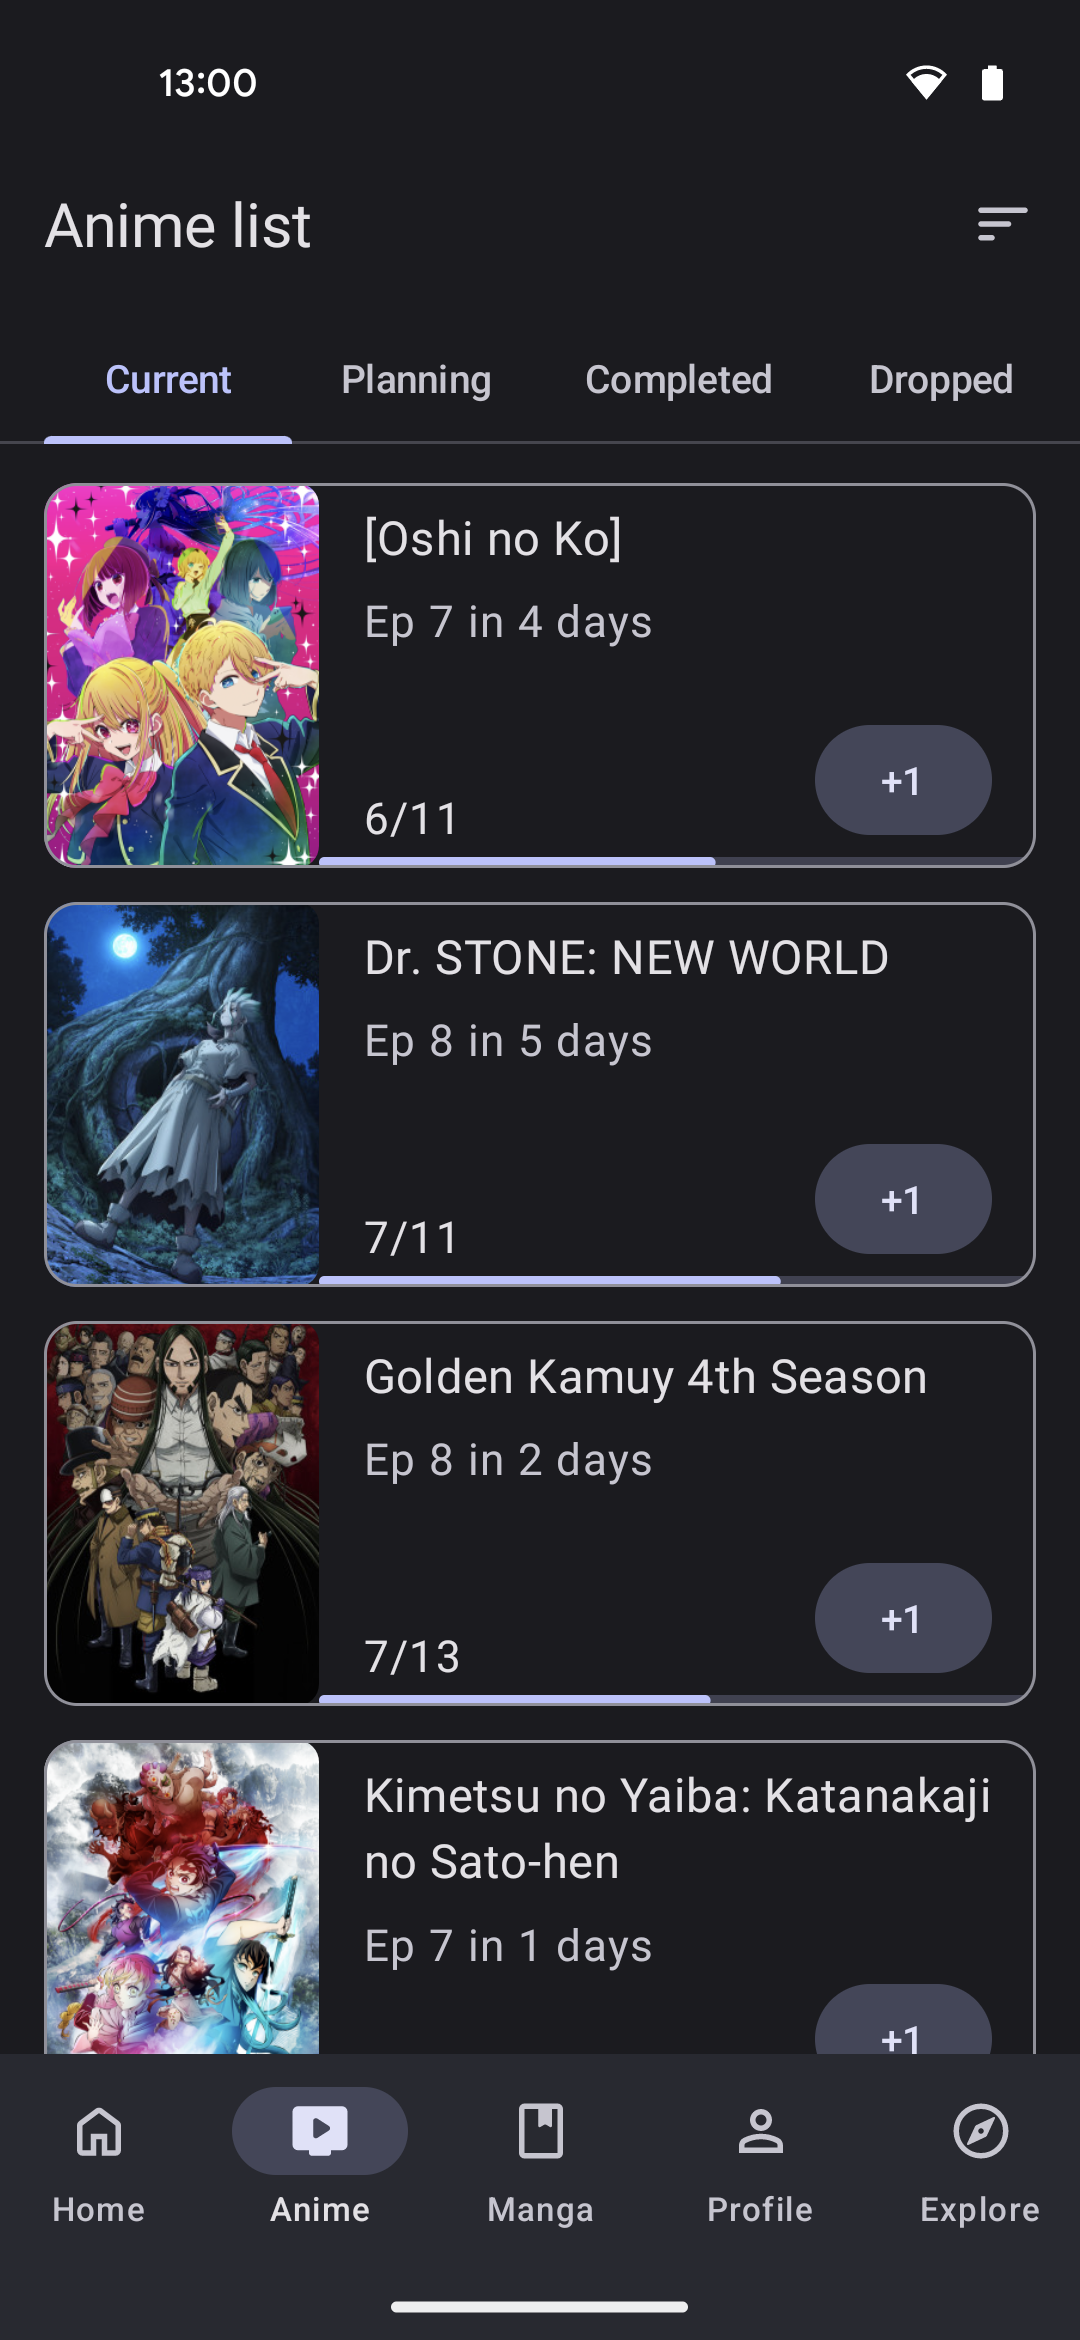 13:00
Anime list
Current Planning Completed Dropped
[Oshi no Ko]
Ep 7 in 4 days
+1
6/11
Dr. STONE: NEW WORLD
Ep 8 in 5 days
+1
7/11
Golden Kamuy 4th Season
Ep 8 in 2 days
+1
7/13
Kimetsu no Yaiba: Katanakaji
no Sato-hen
Ep 7 in 1 days
+1
Home Anime Manga Profile Explore